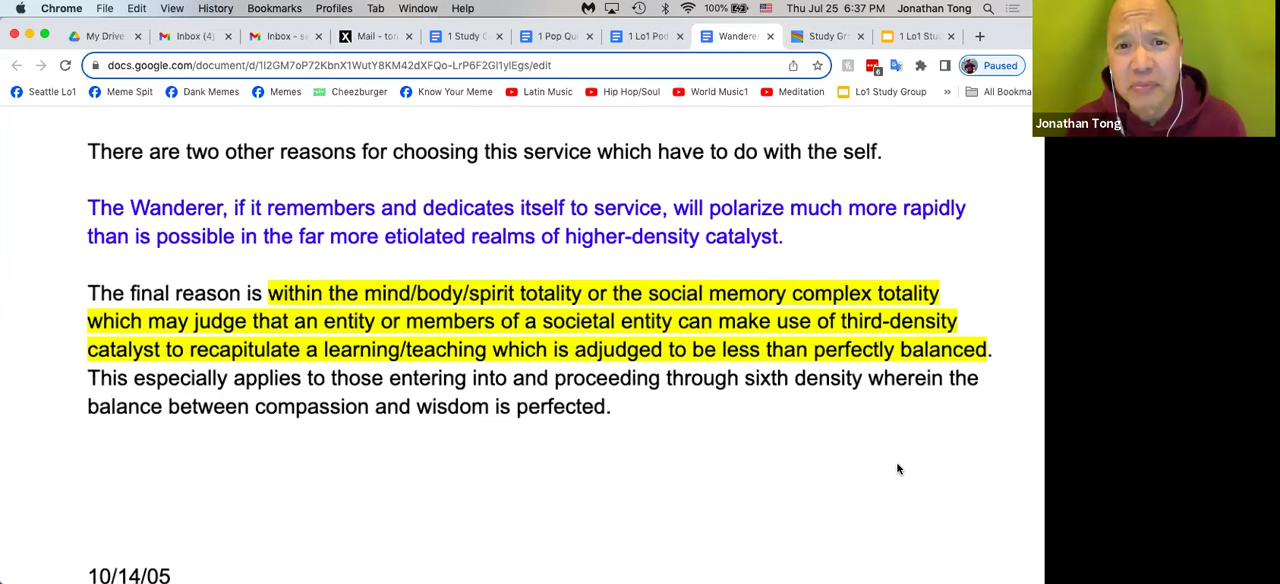 Chrome File Edit View History Bookmarks Profiles Tab Window Help 100% Thu Jul 25 6:37 PM Jonathan Tong
My Drive Inbox (4) Inbox - se Mail - ton 1 Study G 1 Pop Qui 1 Lo1 Pod Wandere Study Gr 1 Lo1 Stu
docs.google.com/document/d/1I2GM7oP72KbnX1WutY8KM42dXFQo-LrP6F2Gl1ylEgs/edit 6 Paused
Seattle Lo1 Meme Spit Dank Memes Memes Cheezburger Know Your Meme Latin Music Hip Hop/Soul World Music1 Meditation Lo1 Study Group » All Bookma
Jonathan Tong
There are two other reasons for choosing this service which have to do with the self.
The Wanderer, if it remembers and dedicates itself to service, will polarize much more rapidly
than is possible in the far more etiolated realms of higher-density catalyst.
The final reason is within the mind/body/spirit totality or the social memory complex totality
which may judge that an entity or members of a societal entity can make use of third-density
catalyst to recapitulate a learning/teaching which is adjudged to be less than perfectly balanced.
This especially applies to those entering into and proceeding through sixth density wherein the
balance between compassion and wisdom is perfected.
10/14/05